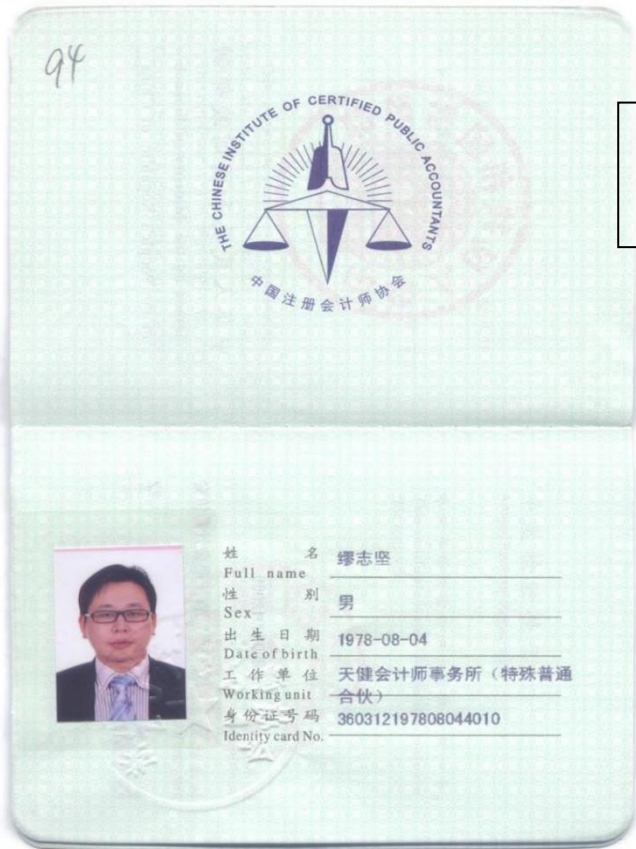 94
THE CHINESE INSTITUTE OF CERTIFIED PUBLIC ACCOUNTANTS
中国注册会计师协会
姓 名 缪志坚
Full name
性 别 男
Sex
出生日期 1978-08-04
Date of birth
工作单位 天健会计师事务所（特殊普通
Working unit 合伙）
身份证号码 360312197808044010
Identity card No.